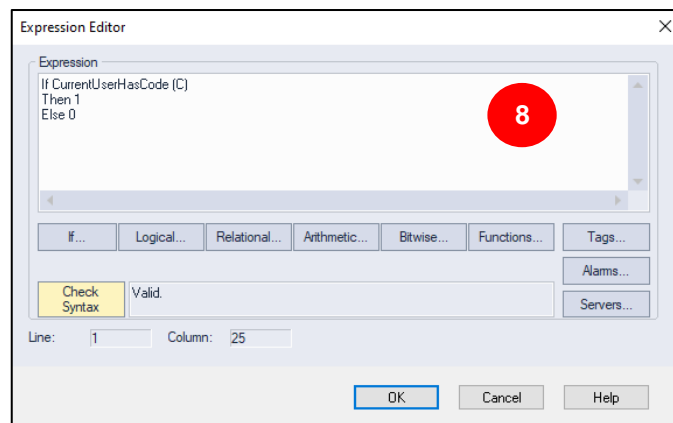 Expression Editor
Expression
If CurrentUserHasCode (C)
Then 1
Else 0
8
If...
Logical...
Relational...
Arithmetic...
Bitwise...
Functions...
Tags...
Alarms...
Check
Syntax
Valid.
Servers...
Line: 1 Column: 25
OK
Cancel
Help